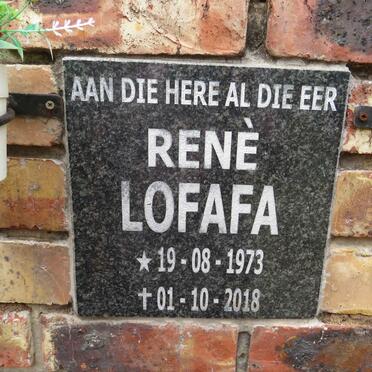 AAN DIE HERE AL DIE EER
RENÈ
LOFAFA
★ 19 - 08 - 1973
✝ 01 - 10 - 2018